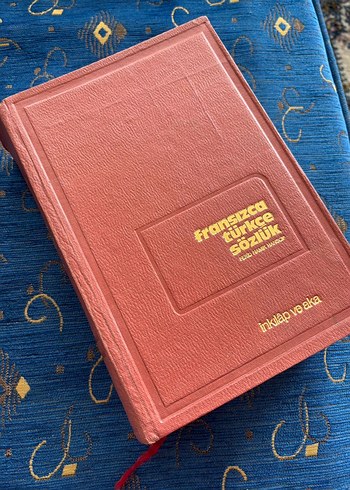 fransızca
türkçe
sözlük
inkılâp ve aka